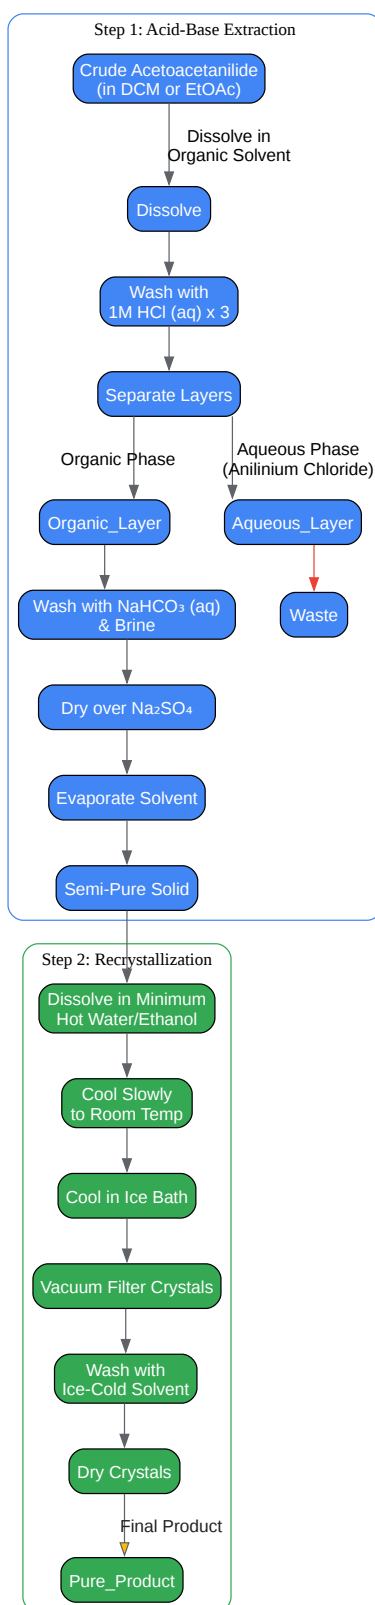 Step 1: Acid-Base Extraction
Crude Acetoacetanilide
(in DCM or EtOAc)
Dissolve in
Organic Solvent
Dissolve
Wash with
1M HCl (aq) x 3
Separate Layers
Organic Phase
Aqueous Phase
(Anilinium Chloride)
Organic_Layer
Aqueous_Layer
Wash with NaHCO₃ (aq)
& Brine
Waste
Dry over Na₂SO₄
Evaporate Solvent
Semi-Pure Solid
Step 2: Recrystallization
Dissolve in Minimum
Hot Water/Ethanol
Cool Slowly
to Room Temp
Cool in Ice Bath
Vacuum Filter Crystals
Wash with
Ice-Cold Solvent
Dry Crystals
Final Product
Pure_Product